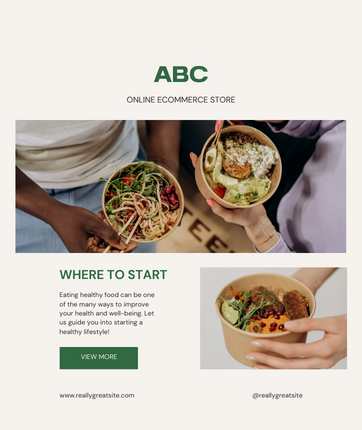 ABC
ONLINE ECOMMERCE STORE
WHERE TO START
Eating healthy food can be one
of the many ways to improve
your health and well-being. Let
us guide you into starting a
healthy lifestyle!
VIEW MORE
www.reallygreatsite.com
@reallygreatsite